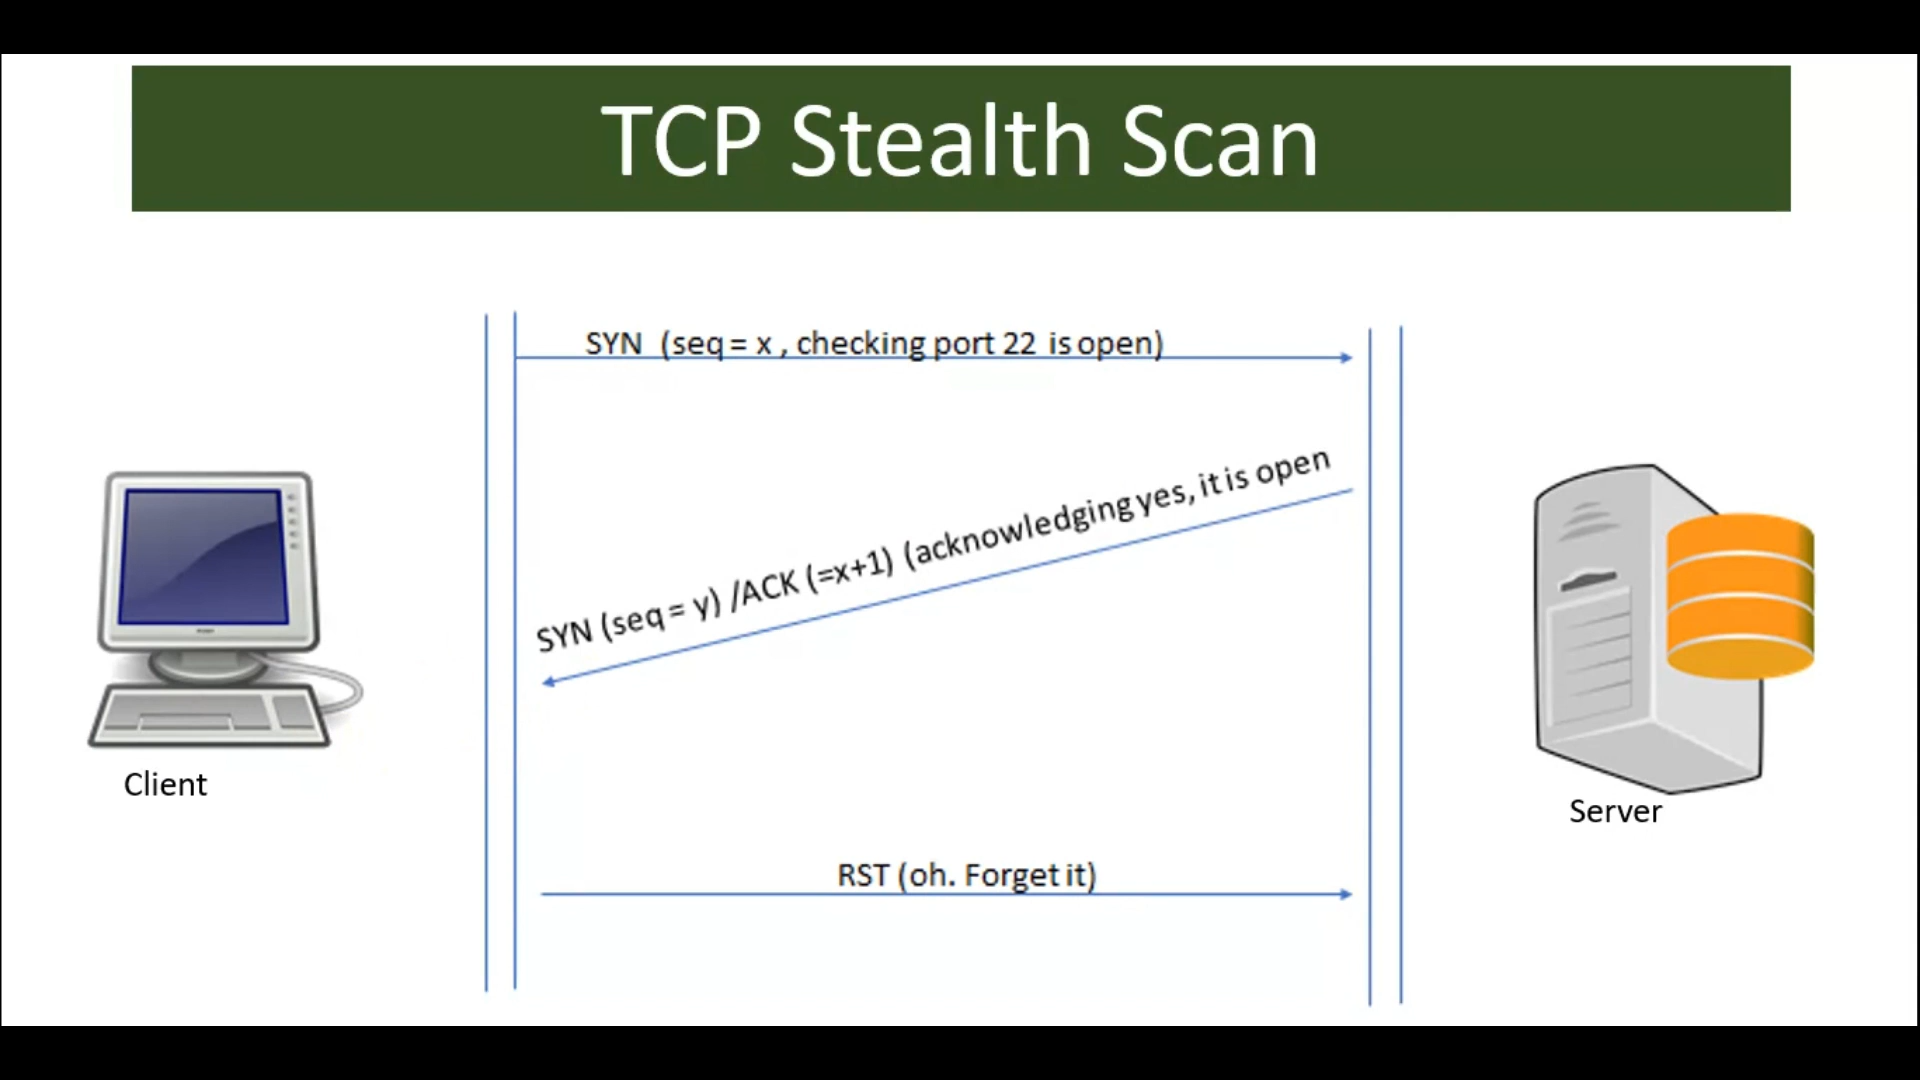 TCP Stealth Scan
SYN (seq = x , checking port 22 is open)
SYN (seq = y) /ACK (=x+1) (acknowledging yes, it is open
Client
Server
RST (oh. Forget it)